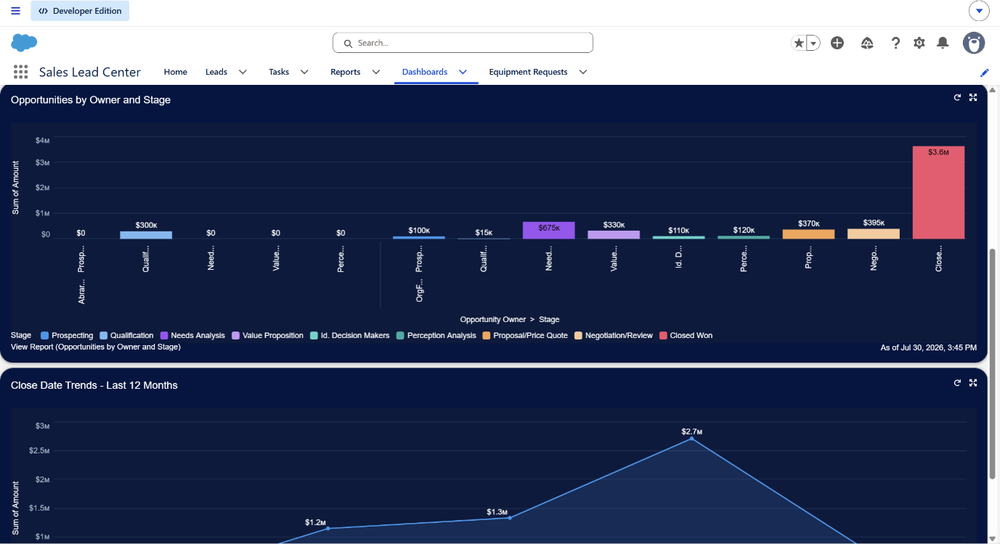 Developer Edition
Search...
Sales Lead Center Home Leads Tasks Reports Dashboards Equipment Requests
Opportunities by Owner and Stage
Sum of Amount
$4M
$3M
$2M
$1M
$0
$0 $300K $0 $0 $0 $100K $15K $675K $330K $110K $120K $370K $395K $3.6M
Prosp... Qualif... Need... Value... Perce... Prosp... Qualif... Need... Value... Id. D... Perce... Prop... Nego... Close...
Abrar... OrgF...
Opportunity Owner > Stage
Stage Prospecting Qualification Needs Analysis Value Proposition Id. Decision Makers Perception Analysis Proposal/Price Quote Negotiation/Review Closed Won
View Report (Opportunities by Owner and Stage) As of Jul 30, 2026, 3:45 PM
Close Date Trends - Last 12 Months
Sum of Amount
$3M
$2.5M
$2M
$1.5M
$1M
$1.2M $1.3M $2.7M